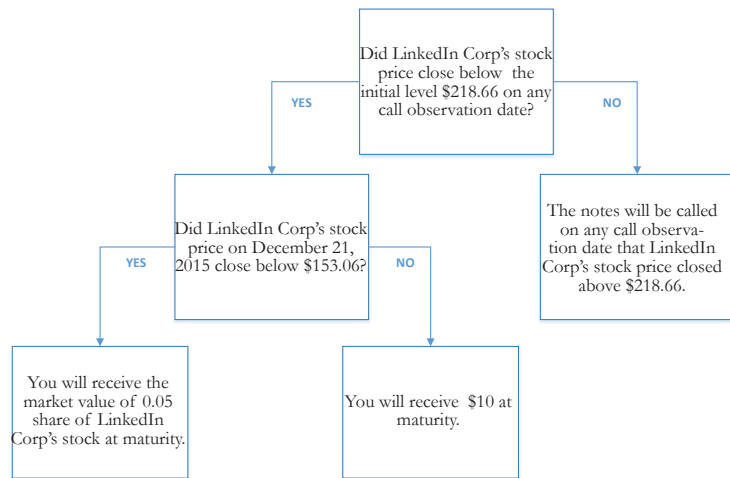 Did LinkedIn Corp's stock
price close below the
initial level $218.66 on any
call observation date?
YES
NO
Did LinkedIn Corp's stock
price on December 21,
2015 close below $153.06?
The notes will be called
on any call observa-
tion date that LinkedIn
Corp's stock price closed
above $218.66.
YES
NO
You will receive the
market value of 0.05
share of LinkedIn
Corp's stock at maturity.
You will receive $10 at
maturity.